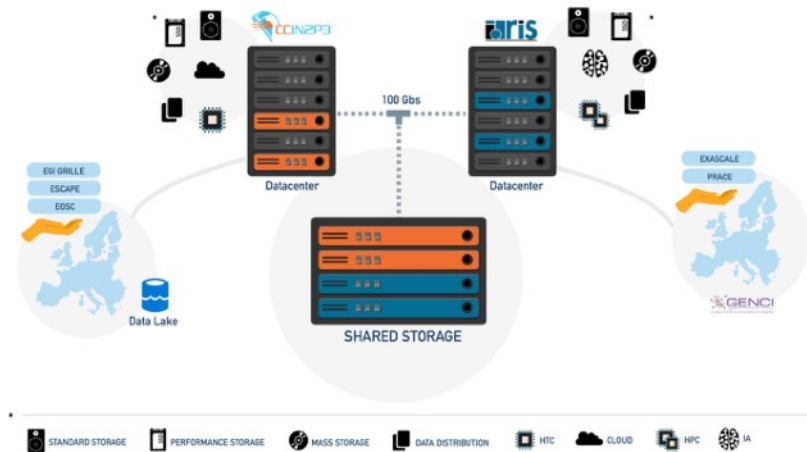 CCIN2P3
idris
100 Gbs
Datacenter
Datacenter
EGI GRILLE
ESCAPE
EOSC
EXASCALE
PRACE
Data Lake
GENCI
SHARED STORAGE
STANDARD STORAGE
PERFORMANCE STORAGE
MASS STORAGE
DATA DISTRIBUTION
HTC
CLOUD
HPC
IA